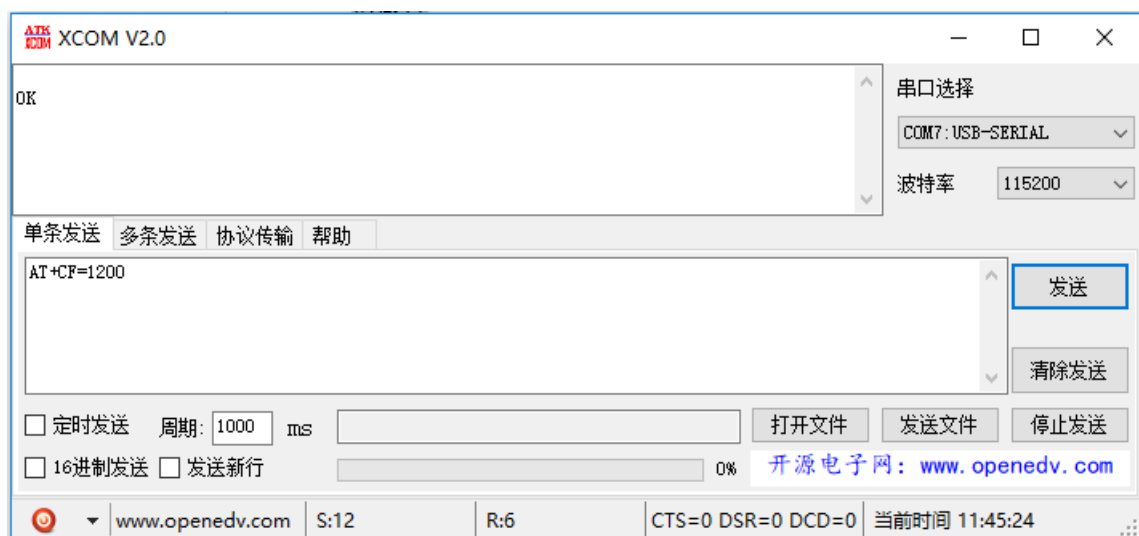 ATK XCOM XCOM V2.0
OK
串口选择
COM7:USB-SERIAL
波特率 115200
单条发送 多条发送 协议传输 帮助
AT+CF=1200
发送
清除发送
定时发送 周期: 1000 ms 打开文件 发送文件 停止发送
16进制发送 发送新行 0% 开源电子网: www.openedv.com
www.openedv.com S:12 R:6 CTS=0 DSR=0 DCD=0 当前时间 11:45:24